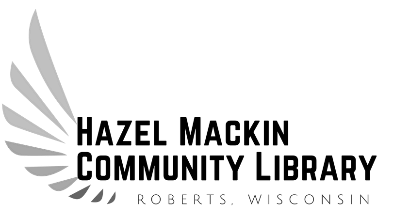 HAZEL MACKIN
COMMUNITY LIBRARY
ROBERTS, WISCONSIN